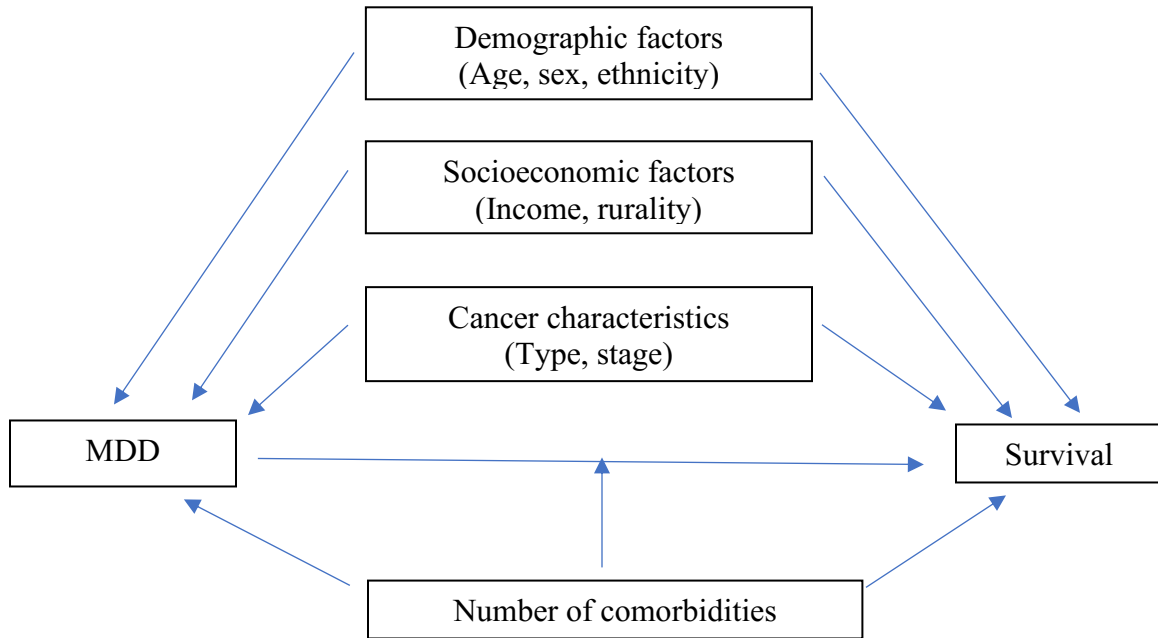 Demographic factors
(Age, sex, ethnicity)
Socioeconomic factors
(Income, rurality)
Cancer characteristics
(Type, stage)
MDD
Survival
Number of comorbidities